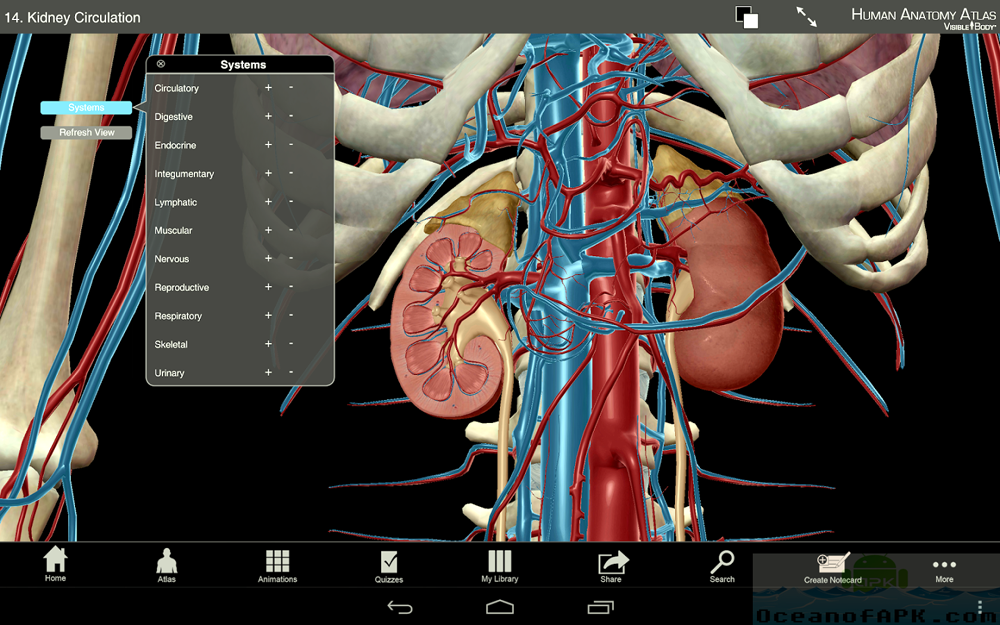 14. Kidney Circulation
HUMAN ANATOMY ATLAS
VISIBLE BODY
Systems
Systems
Refresh View
Circulatory + -
Digestive + -
Endocrine + -
Integumentary + -
Lymphatic + -
Muscular + -
Nervous + -
Reproductive + -
Respiratory + -
Skeletal + -
Urinary + -
Home
Atlas
Animations
Quizzes
My Library
Share
Search
Create Notecard
More
APK
OceanofAPK.com